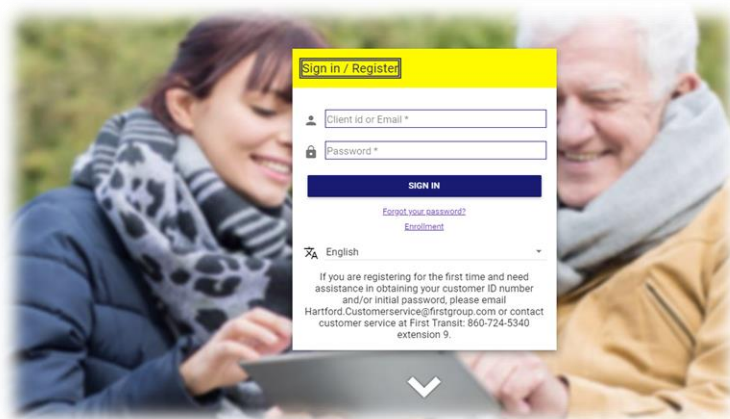 Sign in / Register
Client id or Email *
Password *
SIGN IN
Forgot your password?
Enrollment
English
If you are registering for the first time and need
assistance in obtaining your customer ID number
and/or initial password, please email
Hartford.Customerservice@firstgroup.com or contact
customer service at First Transit: 860-724-5340
extension 9.